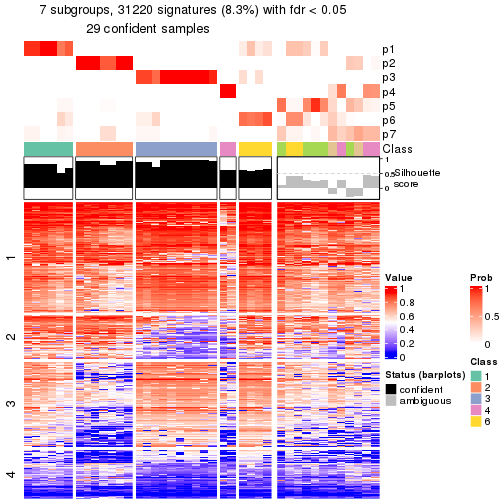 7 subgroups, 31220 signatures (8.3%) with fdr < 0.05
29 confident samples
p1
p2
p3
p4
p5
p6
p7
Class
1
0.5
0
Silhouette
score
1
2
3
4
Value
1
0.8
0.6
0.4
0.2
0
Prob
1
0.5
0
Status (barplots)
confident
ambiguous
Class
1
2
3
4
6